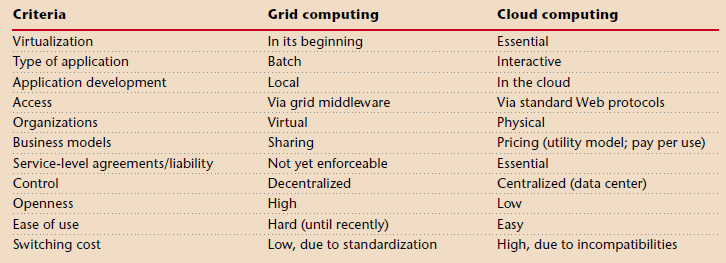 Criteria Grid computing Cloud computing
Virtualization In its beginning Essential
Type of application Batch Interactive
Application development Local In the cloud
Access Via grid middleware Via standard Web protocols
Organizations Virtual Physical
Business models Sharing Pricing (utility model; pay per use)
Service-level agreements/liability Not yet enforceable Essential
Control Decentralized Centralized (data center)
Openness High Low
Ease of use Hard (until recently) Easy
Switching cost Low, due to standardization High, due to incompatibilities